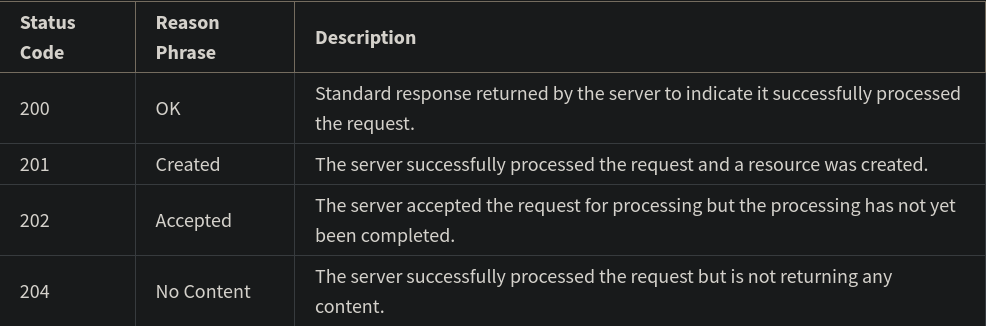 Status Code
Reason Phrase
Description
200
OK
Standard response returned by the server to indicate it successfully processed
the request.
201
Created
The server successfully processed the request and a resource was created.
202
Accepted
The server accepted the request for processing but the processing has not yet
been completed.
204
No Content
The server successfully processed the request but is not returning any
content.